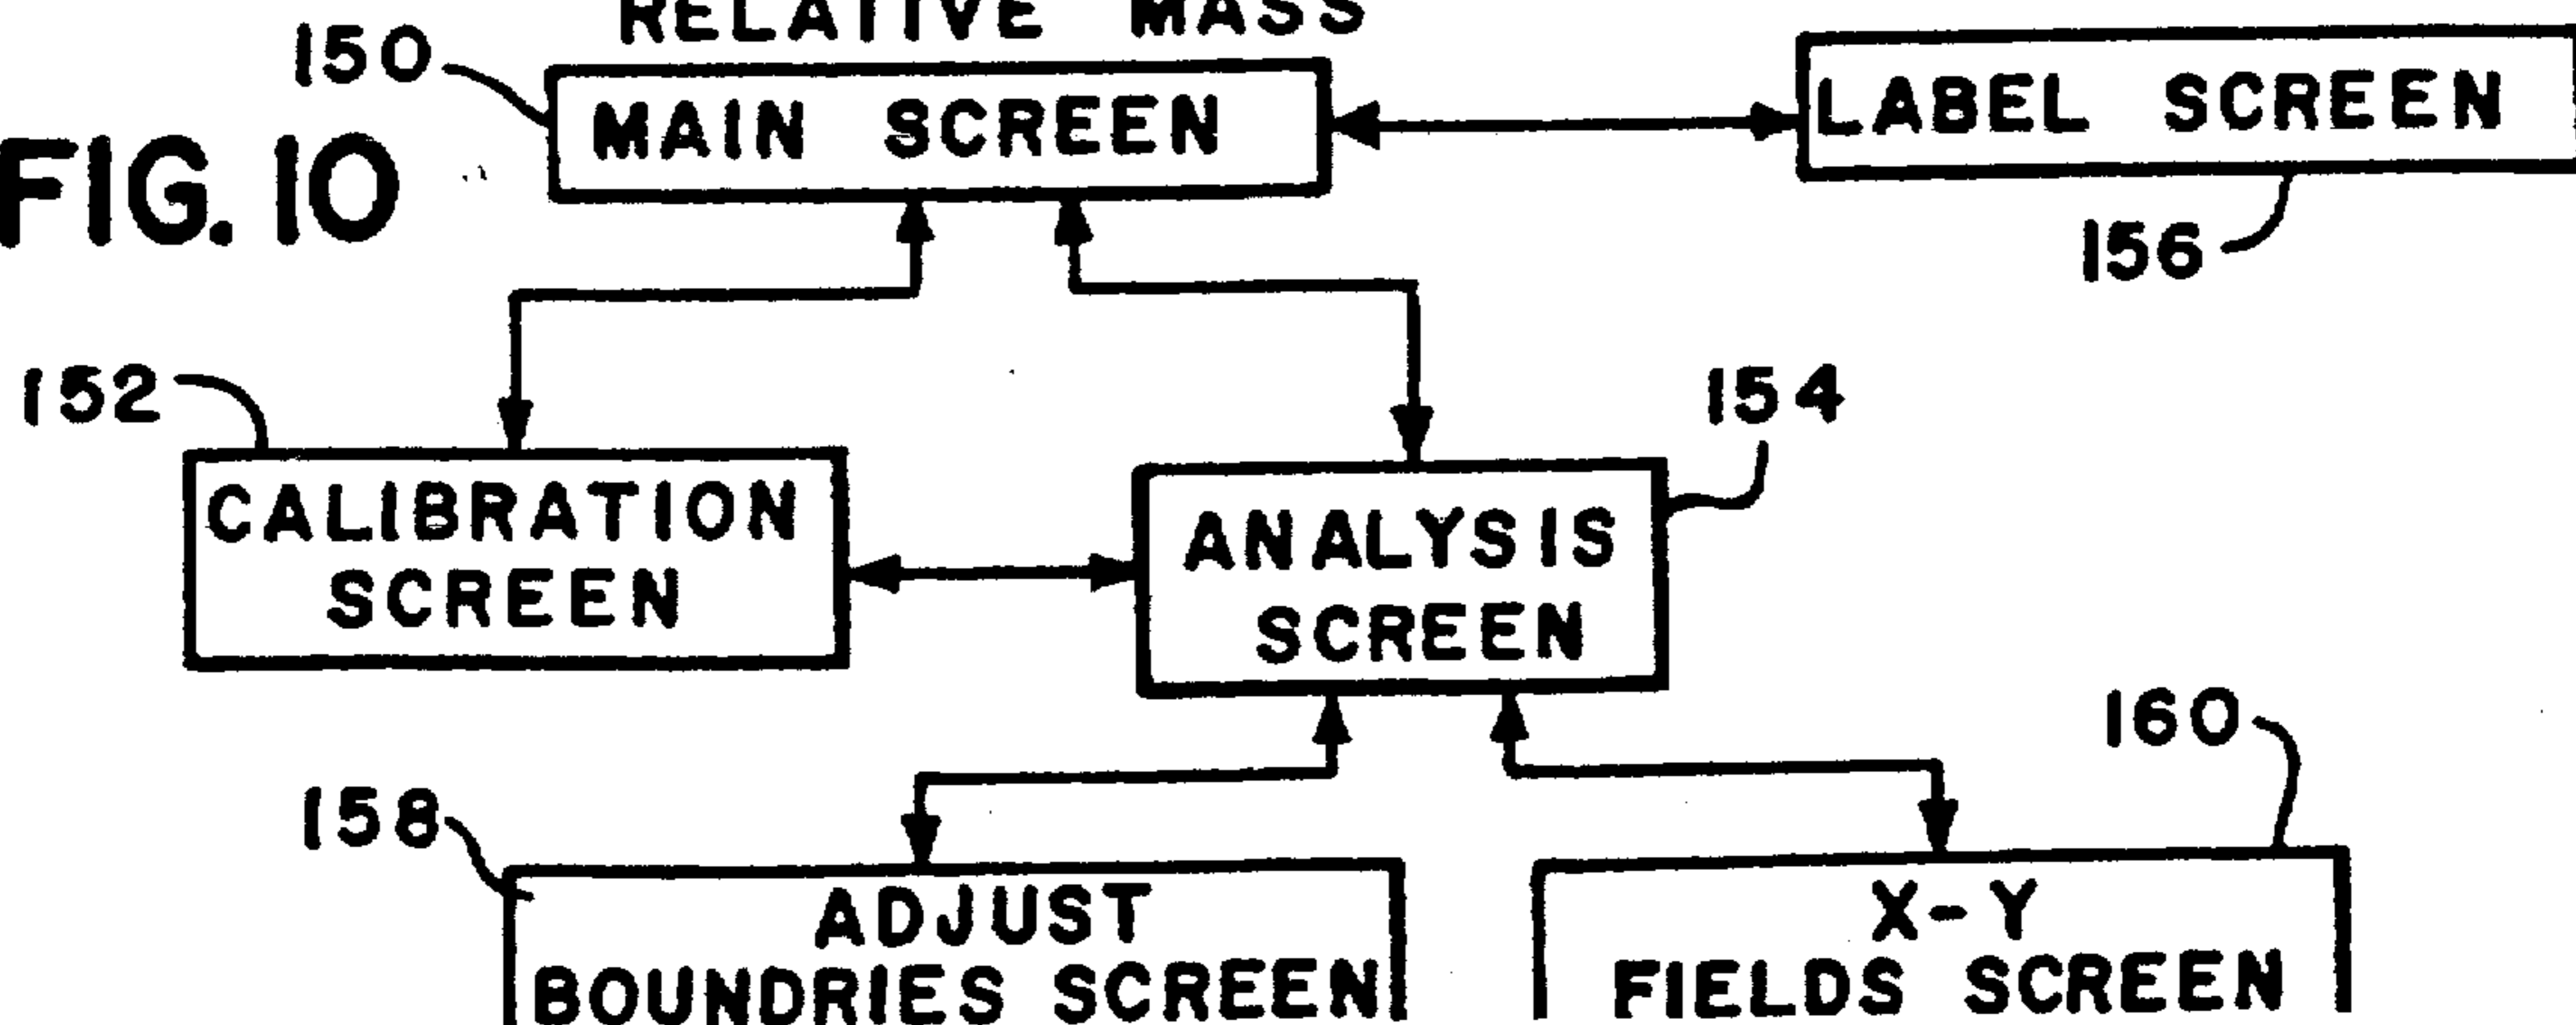 RELATIVE MASS
150
MAIN SCREEN
LABEL SCREEN
FIG. 10
156
152
154
CALIBRATION
SCREEN
ANALYSIS
SCREEN
160
158
ADJUST
BOUNDRIES SCREEN
X-Y
FIELDS SCREEN